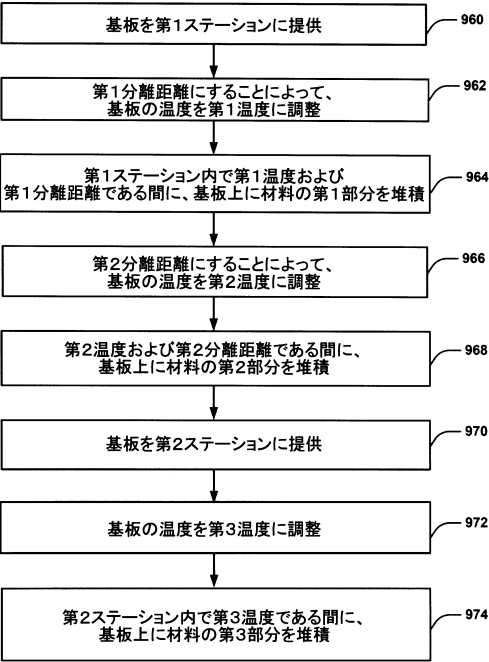 基板を第1ステーションに提供
960
第1分離距離にすることによって、
基板の温度を第1温度に調整
962
第1ステーション内で第1温度および
第1分離距離である間に、基板上に材料の第1部分を堆積
964
第2分離距離にすることによって、
基板の温度を第2温度に調整
966
第2温度および第2分離距離である間に、
基板上に材料の第2部分を堆積
968
基板を第2ステーションに提供
970
基板の温度を第3温度に調整
972
第2ステーション内で第3温度である間に、
基板上に材料の第3部分を堆積
974